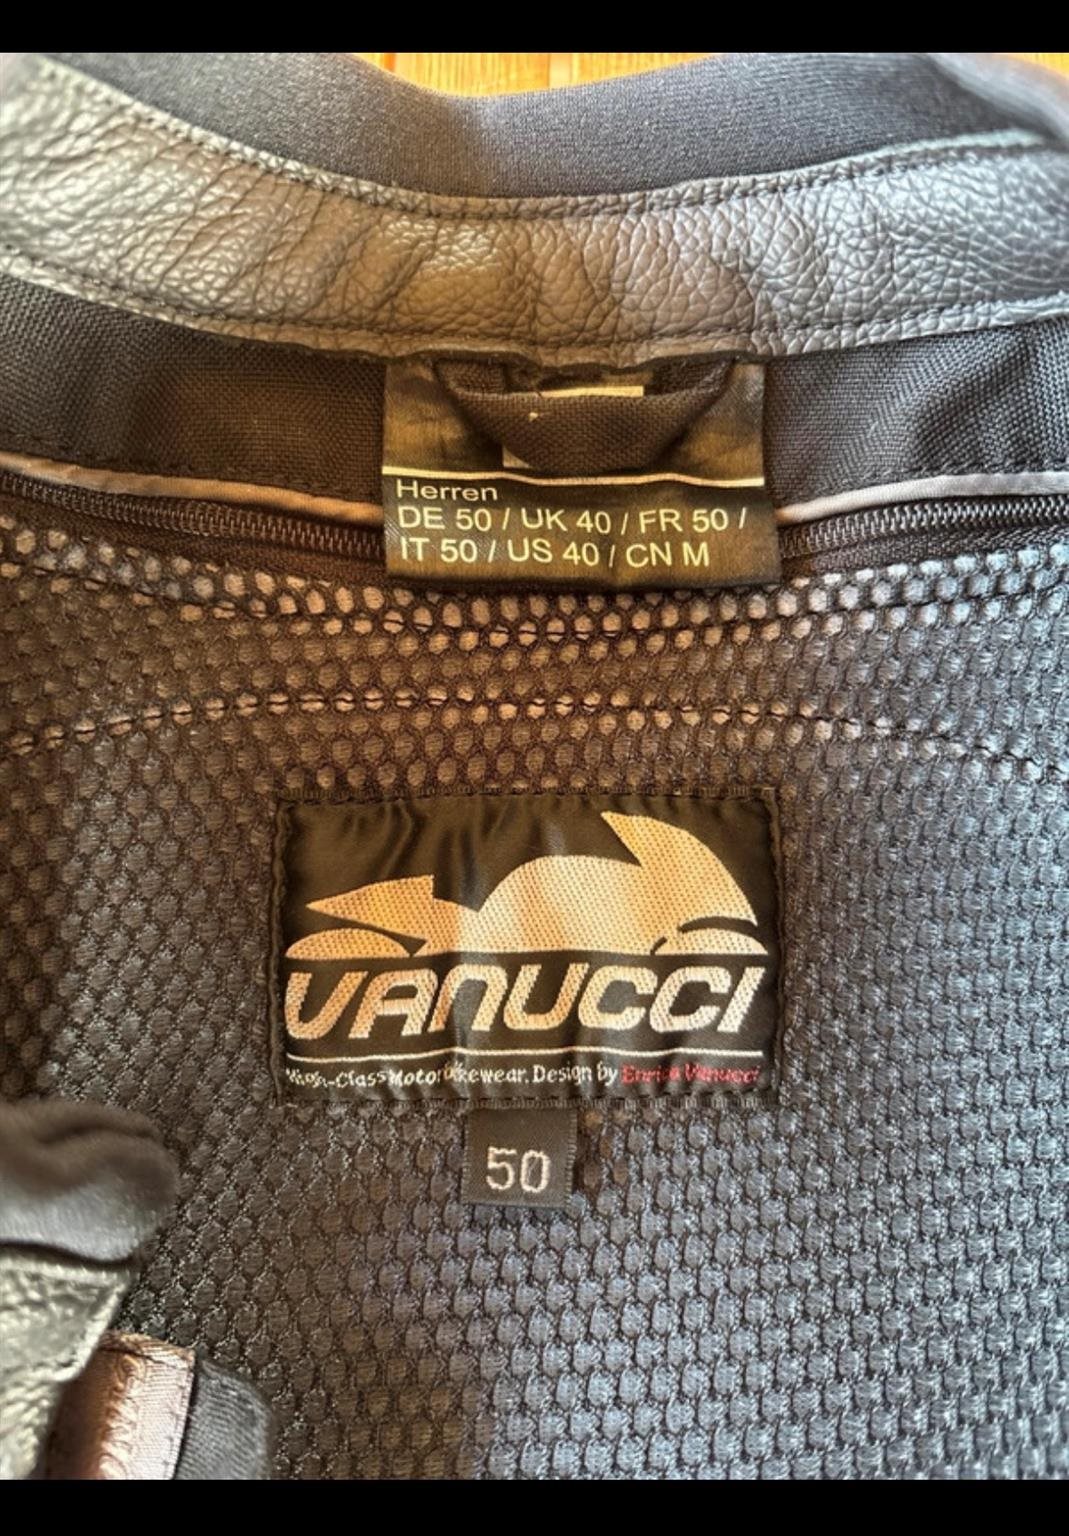 Herren
DE 50 / UK 40 / FR 50 /
IT 50 / US 40 / CN M
VANUCCI
High-Class Motorbikewear. Design by Enrico Vanucci
50